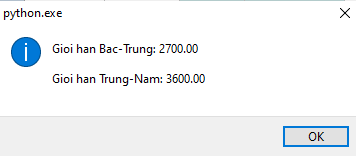 python.exe
Gioi han Bac-Trung: 2700.00
Gioi han Trung-Nam: 3600.00
OK